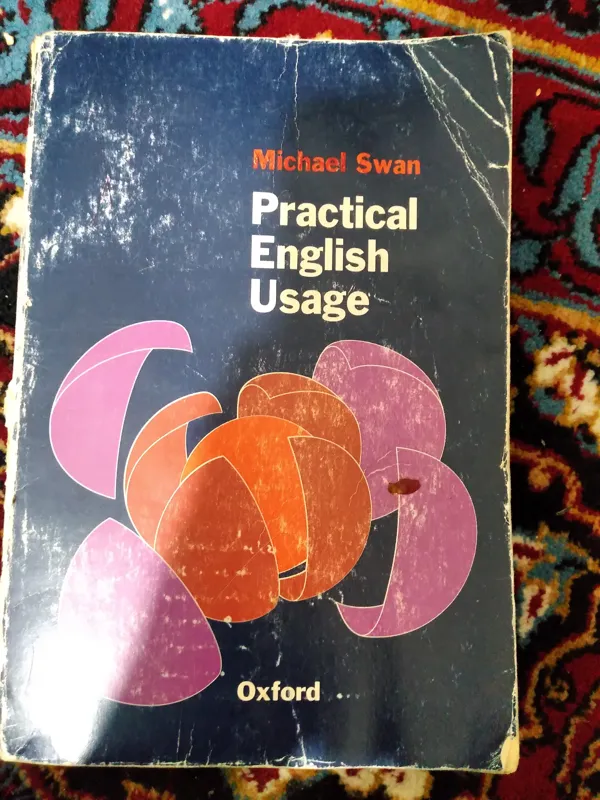 Michael Swan
Practical
English
Usage
Oxford